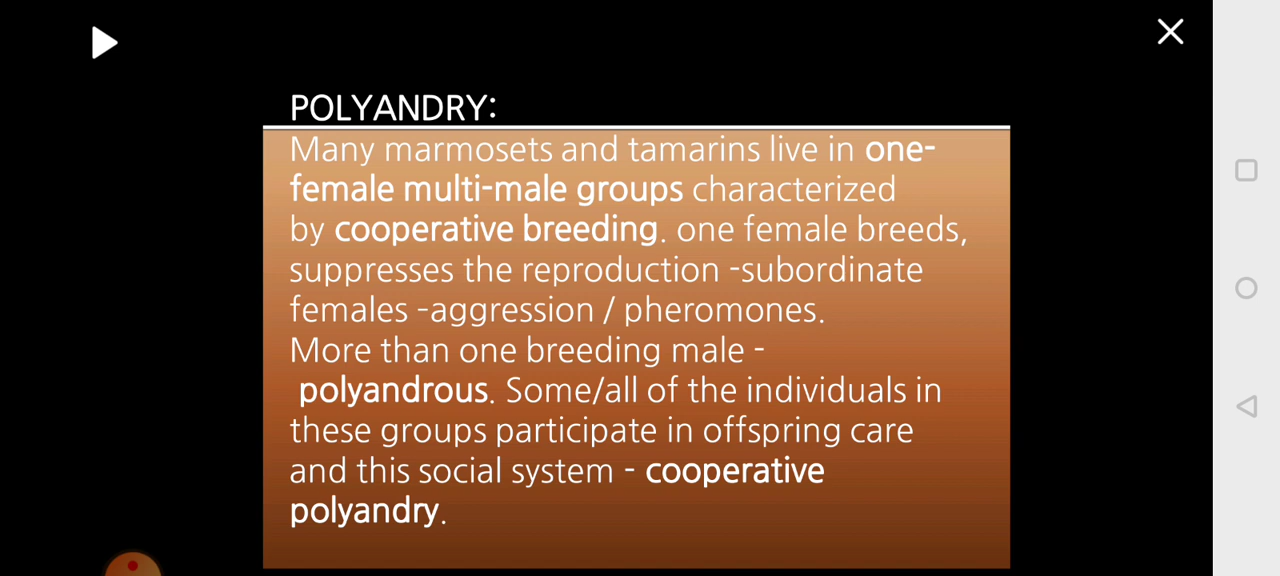 POLYANDRY:
Many marmosets and tamarins live in one-
female multi-male groups characterized
by cooperative breeding. one female breeds,
suppresses the reproduction -subordinate
females -aggression / pheromones.
More than one breeding male -
polyandrous. Some/all of the individuals in
these groups participate in offspring care
and this social system - cooperative
polyandry.